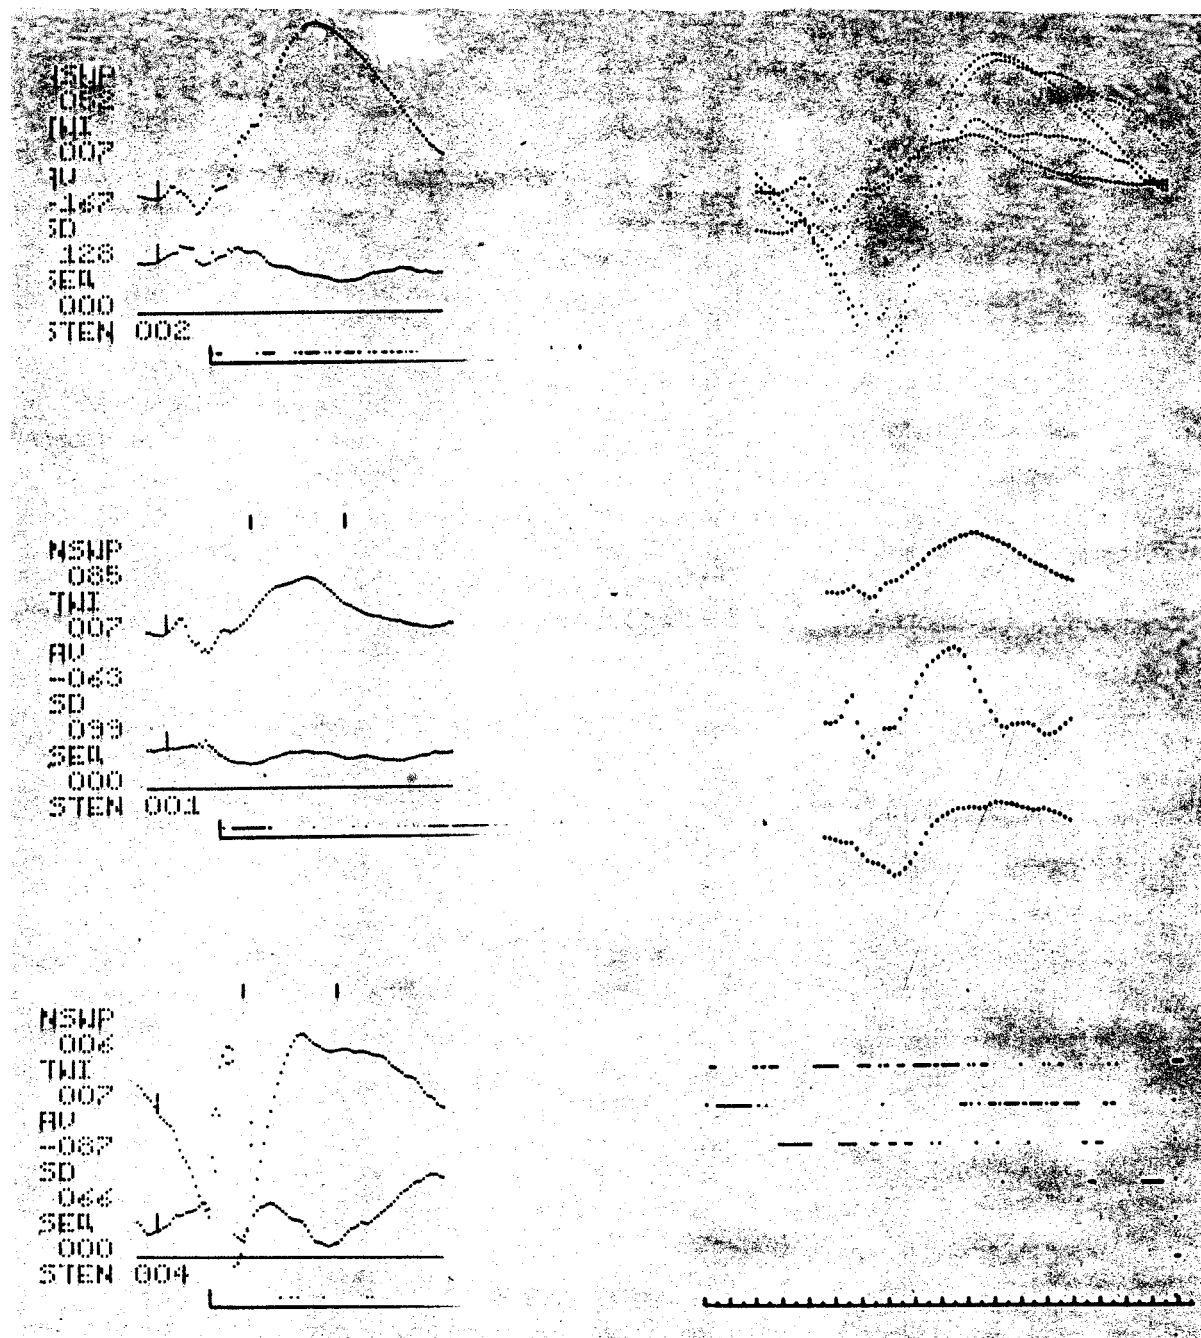 NSWP
TWI
007
AV
-167
SD
128
SEQ
000
STEN 002
NSWP
085
TWI
007
AV
-063
SD
099
SEQ
000
STEN 001
NSWP
006
TWI
007
AV
-087
SD
066
SEQ
000
STEN 004